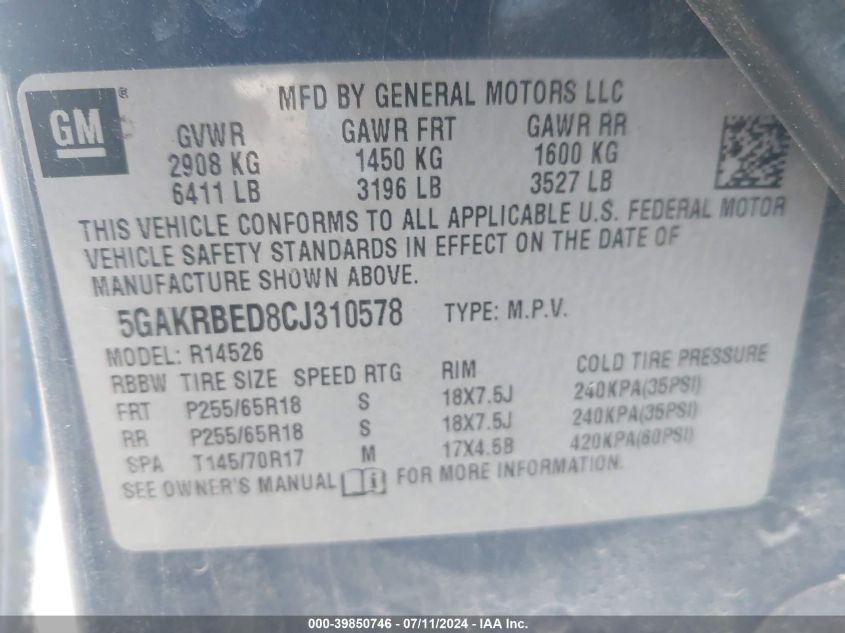 GM ® MFD BY GENERAL MOTORS LLC
GVWR GAWR FRT GAWR RR
2908 KG 1450 KG 1600 KG
6411 LB 3196 LB 3527 LB
THIS VEHICLE CONFORMS TO ALL APPLICABLE U.S. FEDERAL MOTOR
VEHICLE SAFETY STANDARDS IN EFFECT ON THE DATE OF
MANUFACTURE SHOWN ABOVE.
5GAKRBED8CJ310578 TYPE: M.P.V.
MODEL: R14526
RBBW TIRE SIZE SPEED RTG RIM COLD TIRE PRESSURE
FRT P255/65R18 S 18X7.5J 240KPA(35PSI)
RR P255/65R18 S 18X7.5J 240KPA(35PSI)
SPA T145/70R17 M 17X4.5B 420KPA(60PSI)
SEE OWNER'S MANUAL i FOR MORE INFORMATION.
000-39850746 - 07/11/2024 - IAA Inc.